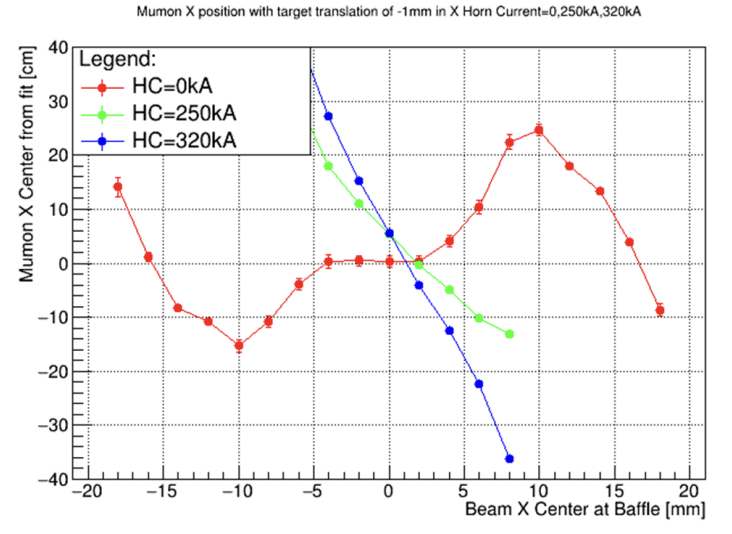 Mumon X position with target translation of -1mm in X Horn Current=0,250kA,320kA
Mumon X Center from fit [cm]
40
30
20
10
0
−10
−20
−30
−40
Legend:
HC=0kA
HC=250kA
HC=320kA
−20 −15 −10 −5 0 5 10 15 20
Beam X Center at Baffle [mm]